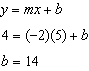 y = mx + b
4 = (−2)(5) + b
b = 14